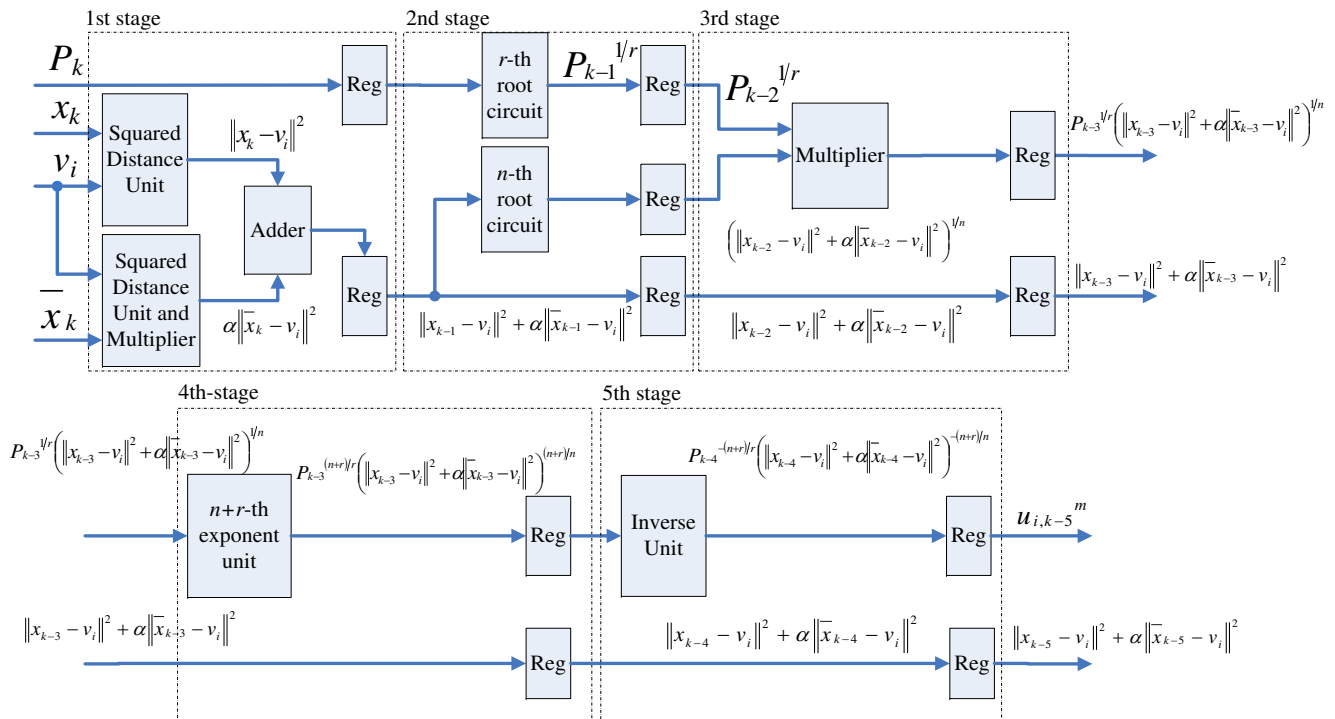 1st stage
2nd stage
3rd stage
P_k
Reg
r-th
root
circuit
P_{k-1}^{1/r}
Reg
P_{k-2}^{1/r}
x_k
Squared
Distance
Unit
‖x_k − v_i‖²
v_i
Adder
n-th
root
circuit
Reg
Multiplier
Reg
P_{k-3}^{1/r}(‖x_{k-3} − v_i‖² + α‖x̄_{k-3} − v_i‖²)^{1/n}
(‖x_{k-2} − v_i‖² + α‖x̄_{k-2} − v_i‖²)^{1/n}
x̄_k
Squared
Distance
Unit and
Multiplier
α‖x̄_k − v_i‖²
Reg
‖x_{k-1} − v_i‖² + α‖x̄_{k-1} − v_i‖²
Reg
‖x_{k-2} − v_i‖² + α‖x̄_{k-2} − v_i‖²
Reg
‖x_{k-3} − v_i‖² + α‖x̄_{k-3} − v_i‖²
4th-stage
5th stage
P_{k-3}^{1/r}(‖x_{k-3} − v_i‖² + α‖x̄_{k-3} − v_i‖²)^{1/n}
P_{k-3}^{(n+r)/r}(‖x_{k-3} − v_i‖² + α‖x̄_{k-3} − v_i‖²)^{(n+r)/n}
P_{k-4}^{-(n+r)/r}(‖x_{k-4} − v_i‖² + α‖x̄_{k-4} − v_i‖²)^{-(n+r)/n}
n+r-th
exponent
unit
Reg
Inverse
Unit
Reg
u_{i,k-5}^m
‖x_{k-3} − v_i‖² + α‖x̄_{k-3} − v_i‖²
Reg
‖x_{k-4} − v_i‖² + α‖x̄_{k-4} − v_i‖²
Reg
‖x_{k-5} − v_i‖² + α‖x̄_{k-5} − v_i‖²